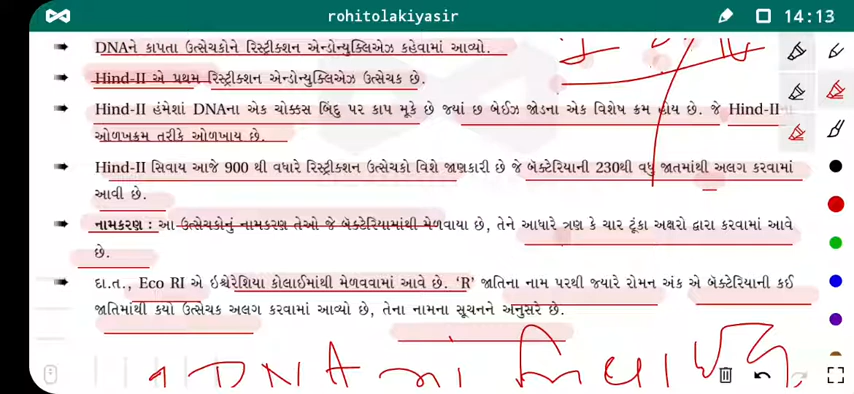 rohitolakiyasir
14:13
DNAને કાપતા ઉત્સેચકોને રિસ્ટ્રીક્શન એન્ડોન્યુક્લિએઝ કહેવામાં આવ્યો.
Hind-II એ પ્રથમ રિસ્ટ્રીક્શન એન્ડોન્યુક્લિએઝ ઉત્સેચક છે.
Hind-II હંમેશાં DNAના એક ચોક્કસ બિંદુ પર કાપ મૂકે છે જ્યાં છ બેઈઝ જોડના એક વિશેષ ક્રમ હોય છે. જે Hind-IIના
ઓળખક્રમ તરીકે ઓળખાય છે.
Hind-II સિવાય આજે 900 થી વધારે રિસ્ટ્રીક્શન ઉત્સેચકો વિશે જાણકારી છે જે બૅક્ટેરિયાની 230થી વધુ જાતમાંથી અલગ કરવામાં
આવી છે.
નામકરણ : આ ઉત્સેચકોનું નામકરણ તેઓ જે બૅક્ટેરિયામાંથી મેળવાયા છે, તેને આધારે ત્રણ કે ચાર ટૂંકા અક્ષરો દ્વારા કરવામાં આવે
છે.
દા.ત., Eco RI એ ઇશ્ચેરેશિયા કોલાઈમાંથી મેળવવામાં આવે છે. ‘R’ જાતિના નામ પરથી જ્યારે રોમન અંક એ બૅક્ટેરિયાની કઈ
જાતિમાંથી કયો ઉત્સેચક અલગ કરવામાં આવ્યો છે, તેના નામના સૂચનને અનુસરે છે.
DNA માં